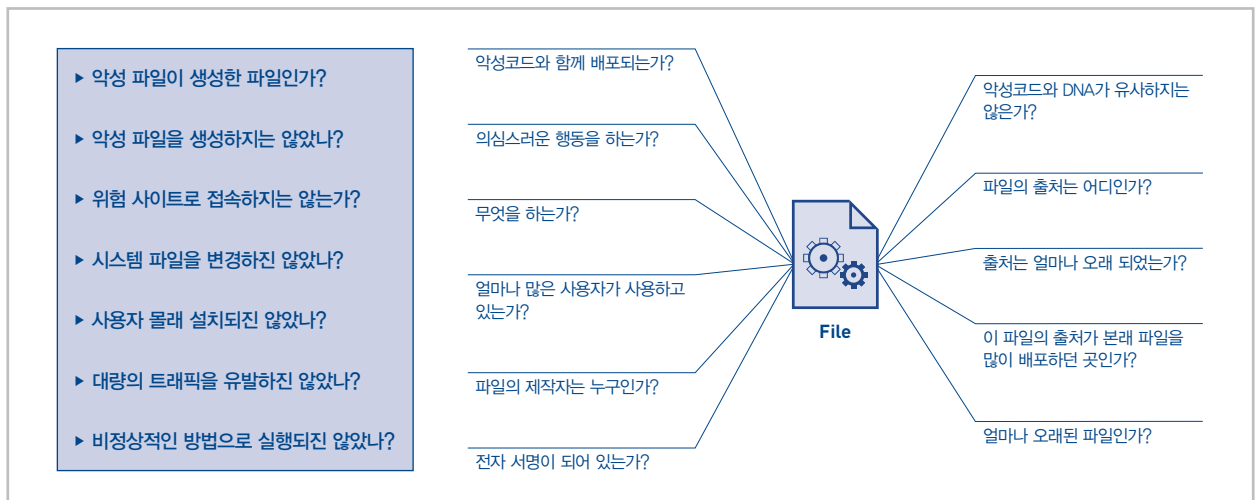 ▶ 악성 파일이 생성한 파일인가?
▶ 악성 파일을 생성하지는 않았나?
▶ 위험 사이트로 접속하지는 않는가?
▶ 시스템 파일을 변경하진 않았나?
▶ 사용자 몰래 설치되진 않았나?
▶ 대량의 트래픽을 유발하진 않았나?
▶ 비정상적인 방법으로 실행되진 않았나?
악성코드와 함께 배포되는가?
의심스러운 행동을 하는가?
무엇을 하는가?
얼마나 많은 사용자가 사용하고
있는가?
파일의 제작자는 누구인가?
전자 서명이 되어 있는가?
File
악성코드와 DNA가 유사하지는
않은가?
파일의 출처는 어디인가?
출처는 얼마나 오래 되었는가?
이 파일의 출처가 본래 파일을
많이 배포하던 곳인가?
얼마나 오래된 파일인가?